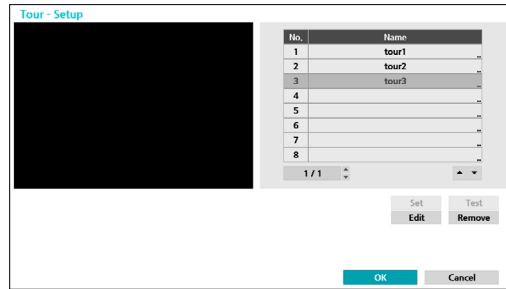 Tour - Setup
No. Name
1 tour1 ...
2 tour2 ...
3 tour3 ...
4 ...
5 ...
6 ...
7 ...
8 ...
1 / 1
Set Test
Edit Remove
OK Cancel